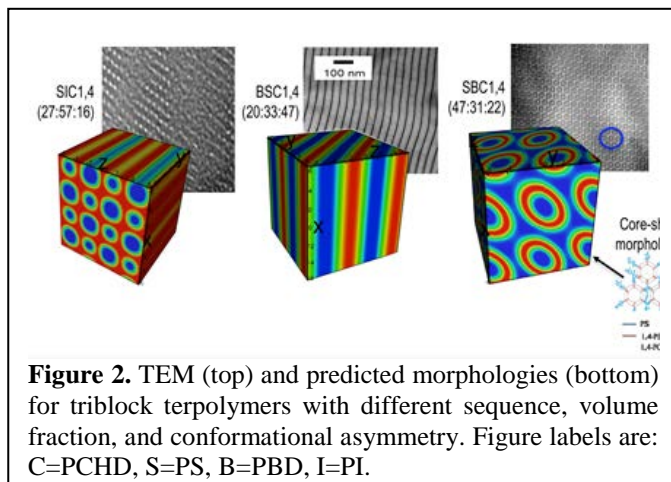 SIC1,4
(27:57:16)
BSC1,4
(20:33:47)
SBC1,4
(47:31:22)
100 nm
Z
Y
X
Y
Z
X
Y
Core-sh
morpholo
PS
Figure 2. TEM (top) and predicted morphologies (bottom)
for triblock terpolymers with different sequence, volume
fraction, and conformational asymmetry. Figure labels are:
C=PCHD, S=PS, B=PBD, I=PI.